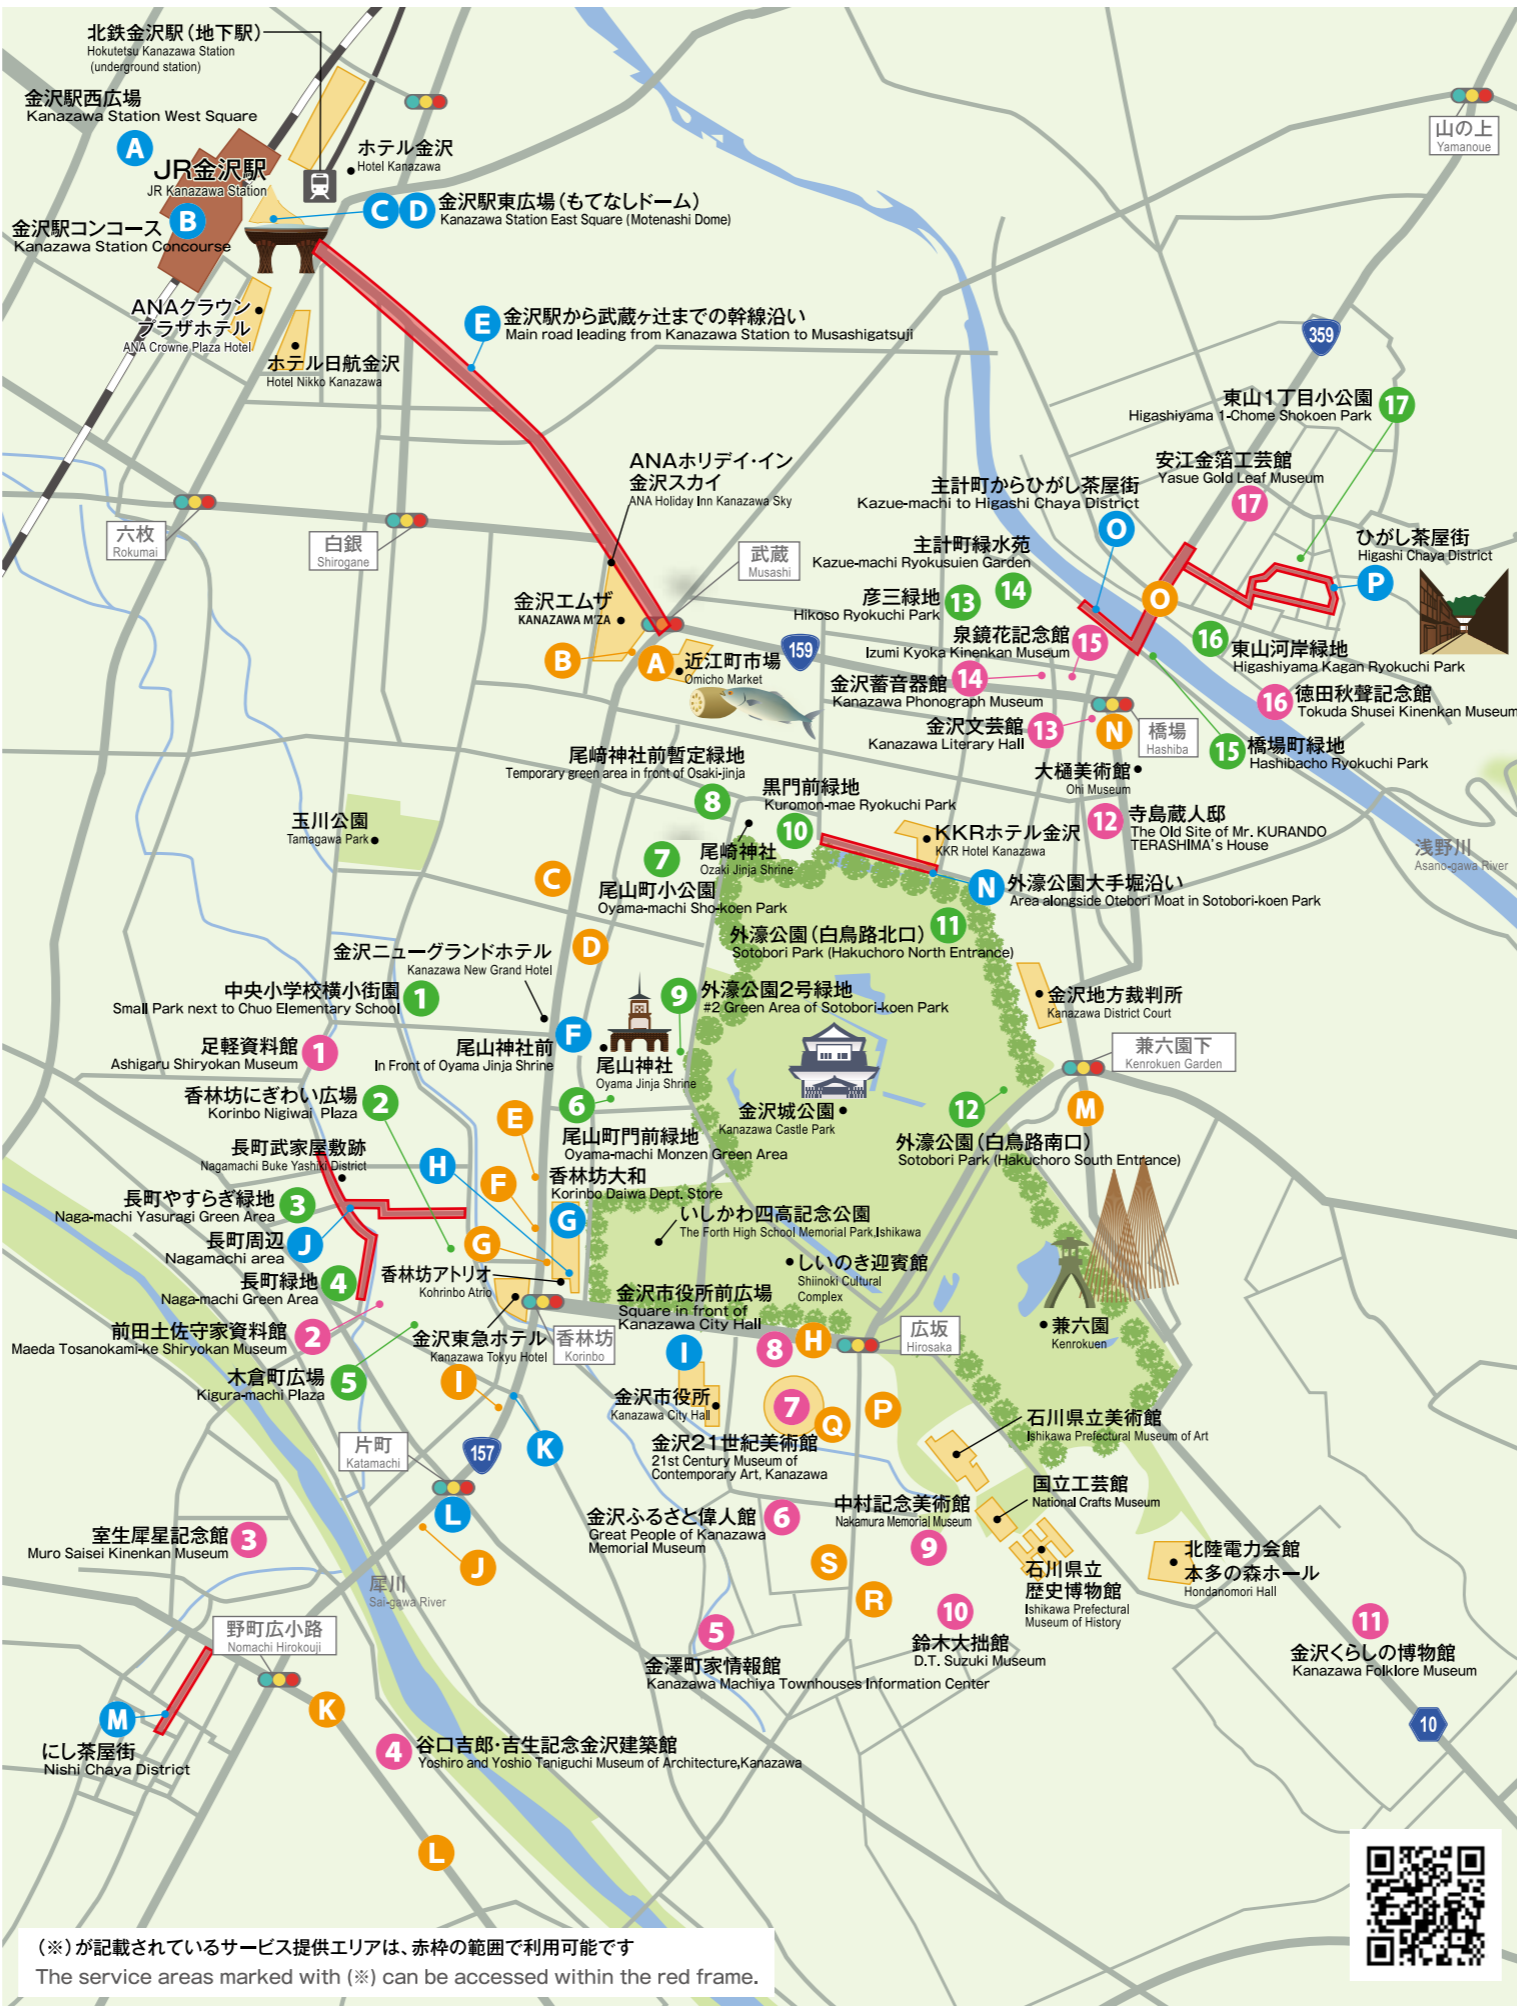 北鉄金沢駅（地下駅）
Hokutetsu Kanazawa Station
(underground station)
金沢駅西広場
Kanazawa Station West Square
A
JR金沢駅
JR Kanazawa Station
ホテル金沢
Hotel Kanazawa
山の上
Yamanoue
B
金沢駅コンコース
Kanazawa Station Concourse
C D
金沢駅東広場（もてなしドーム）
Kanazawa Station East Square (Motenashi Dome)
ANAクラウン
プラザホテル
ANA Crowne Plaza Hotel
ホテル日航金沢
Hotel Nikko Kanazawa
E
金沢駅から武蔵ヶ辻までの幹線沿い
Main road leading from Kanazawa Station to Musashigatsuji
359
東山1丁目小公園
Higashiyama 1-Chome Shokoen Park
17
安江金箔工芸館
Yasue Gold Leaf Museum
17
ANAホリデイ・イン
金沢スカイ
ANA Holiday Inn Kanazawa Sky
主計町からひがし茶屋街
Kazue-machi to Higashi Chaya District
O
六枚
Rokumai
白銀
Shirogane
武蔵
Musashi
主計町緑水苑
Kazue-machi Ryokusuien Garden
14
ひがし茶屋街
Higashi Chaya District
P
O
金沢エムザ
KANAZAWA M'ZA
彦三緑地
Hikoso Ryokuchi Park
13
B
A
近江町市場
Omicho Market
159
泉鏡花記念館
Izumi Kyoka Kinenkan Museum
15
16
東山河岸緑地
Higashiyama Kagan Ryokuchi Park
金沢蓄音器館
Kanazawa Phonograph Museum
14
16
徳田秋聲記念館
Tokuda Shusei Kinenkan Museum
金沢文芸館
Kanazawa Literary Hall
13
N
橋場
Hashiba
15
橋場町緑地
Hashibacho Ryokuchi Park
尾﨑神社前暫定緑地
Temporary green area in front of Osaki-jinja
8
大樋美術館
Ohi Museum
黒門前緑地
Kuromon-mae Ryokuchi Park
10
玉川公園
Tamagawa Park
KKRホテル金沢
KKR Hotel Kanazawa
12
寺島蔵人邸
The Old Site of Mr. KURANDO
TERASHIMA's House
浅野川
Asano-gawa River
7
尾崎神社
Ozaki Jinja Shrine
尾山町小公園
Oyama-machi Sho-koen Park
C
N
外濠公園大手堀沿い
Area alongside Otebori Moat in Sotobori-koen Park
D
外濠公園（白鳥路北口）
Sotobori Park (Hakuchoro North Entrance)
11
金沢ニューグランドホテル
Kanazawa New Grand Hotel
中央小学校横小街園
Small Park next to Chuo Elementary School
1
9
外濠公園2号緑地
#2 Green Area of Sotobori-koen Park
金沢地方裁判所
Kanazawa District Court
足軽資料館
Ashigaru Shiryokan Museum
1
尾山神社前
In Front of Oyama Jinja Shrine
F
尾山神社
Oyama Jinja Shrine
兼六園下
Kenrokuen Garden
香林坊にぎわい広場
Korinbo Nigiwai Plaza
2
E
6
尾山町門前緑地
Oyama-machi Monzen Green Area
金沢城公園
Kanazawa Castle Park
12
M
外濠公園（白鳥路南口）
Sotobori Park (Hakuchoro South Entrance)
長町武家屋敷跡
Nagamachi Buke Yashiki District
H
香林坊大和
Korinbo Daiwa Dept. Store
G
F
長町やすらぎ緑地
Naga-machi Yasuragi Green Area
3
いしかわ四高記念公園
The Forth High School Memorial Park,Ishikawa
長町周辺
Nagamachi area
J
G
しいのき迎賓館
Shiinoki Cultural
Complex
長町緑地
Naga-machi Green Area
4
香林坊アトリオ
Kohrinbo Atrio
金沢市役所前広場
Square in front of
Kanazawa City Hall
I
前田土佐守家資料館
Maeda Tosanokami-ke Shiryokan Museum
2
金沢東急ホテル
Kanazawa Tokyu Hotel
香林坊
Korinbo
8
H
広坂
Hirosaka
兼六園
Kenrokuen
木倉町広場
Kigura-machi Plaza
5
I
K
金沢市役所
Kanazawa City Hall
7
Q
P
金沢21世紀美術館
21st Century Museum of
Contemporary Art, Kanazawa
石川県立美術館
Ishikawa Prefectural Museum of Art
片町
Katamachi
157
L
国立工芸館
National Crafts Museum
中村記念美術館
Nakamura Memorial Museum
9
金沢ふるさと偉人館
Great People of Kanazawa
Memorial Museum
6
室生犀星記念館
Muro Saisei Kinenkan Museum
3
J
犀川
Sai-gawa River
S
R
石川県立
歴史博物館
Ishikawa Prefectural
Museum of History
北陸電力会館
本多の森ホール
Hondanomori Hall
10
鈴木大拙館
D.T. Suzuki Museum
11
金沢くらしの博物館
Kanazawa Folklore Museum
野町広小路
Nomachi Hirokouji
5
金澤町家情報館
Kanazawa Machiya Townhouses Information Center
M
にし茶屋街
Nishi Chaya District
K
4
谷口吉郎・吉生記念金沢建築館
Yoshiro and Yoshio Taniguchi Museum of Architecture,Kanazawa
10
L
（※）が記載されているサービス提供エリアは、赤枠の範囲で利用可能です
The service areas marked with (※) can be accessed within the red frame.